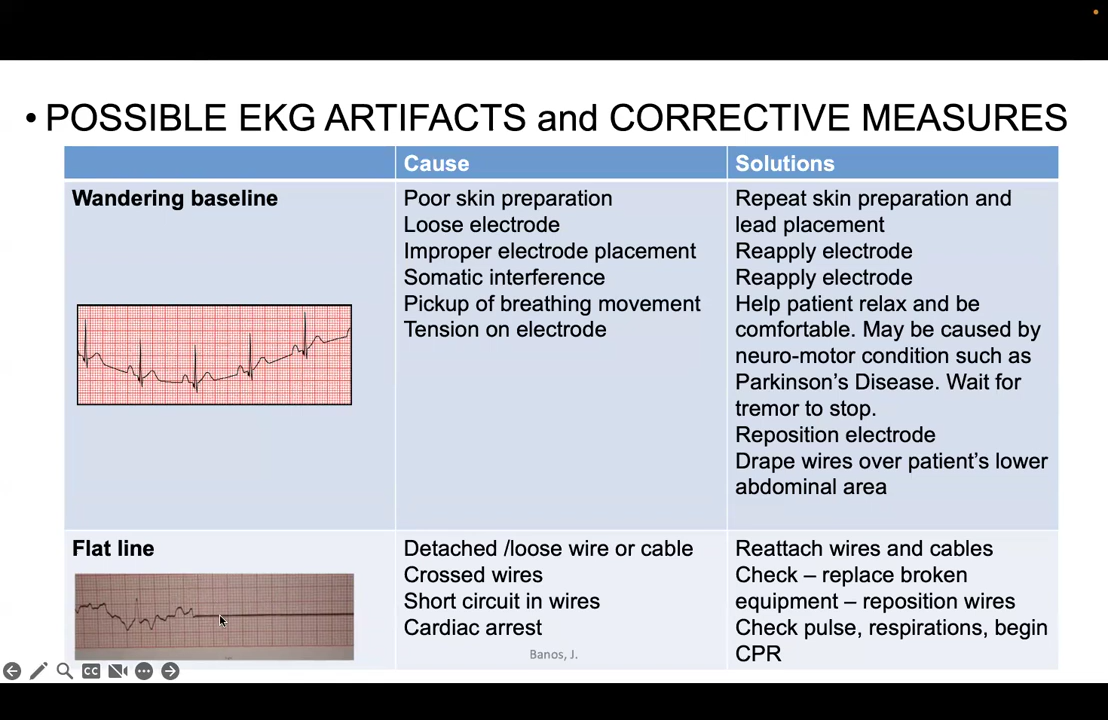 • POSSIBLE EKG ARTIFACTS and CORRECTIVE MEASURES
Cause
Solutions
Wandering baseline
Poor skin preparation
Loose electrode
Improper electrode placement
Somatic interference
Pickup of breathing movement
Tension on electrode
Repeat skin preparation and
lead placement
Reapply electrode
Reapply electrode
Help patient relax and be
comfortable. May be caused by
neuro-motor condition such as
Parkinson’s Disease. Wait for
tremor to stop.
Reposition electrode
Drape wires over patient’s lower
abdominal area
Flat line
Detached /loose wire or cable
Crossed wires
Short circuit in wires
Cardiac arrest
Reattach wires and cables
Check – replace broken
equipment – reposition wires
Check pulse, respirations, begin
CPR
Banos, J.
CC